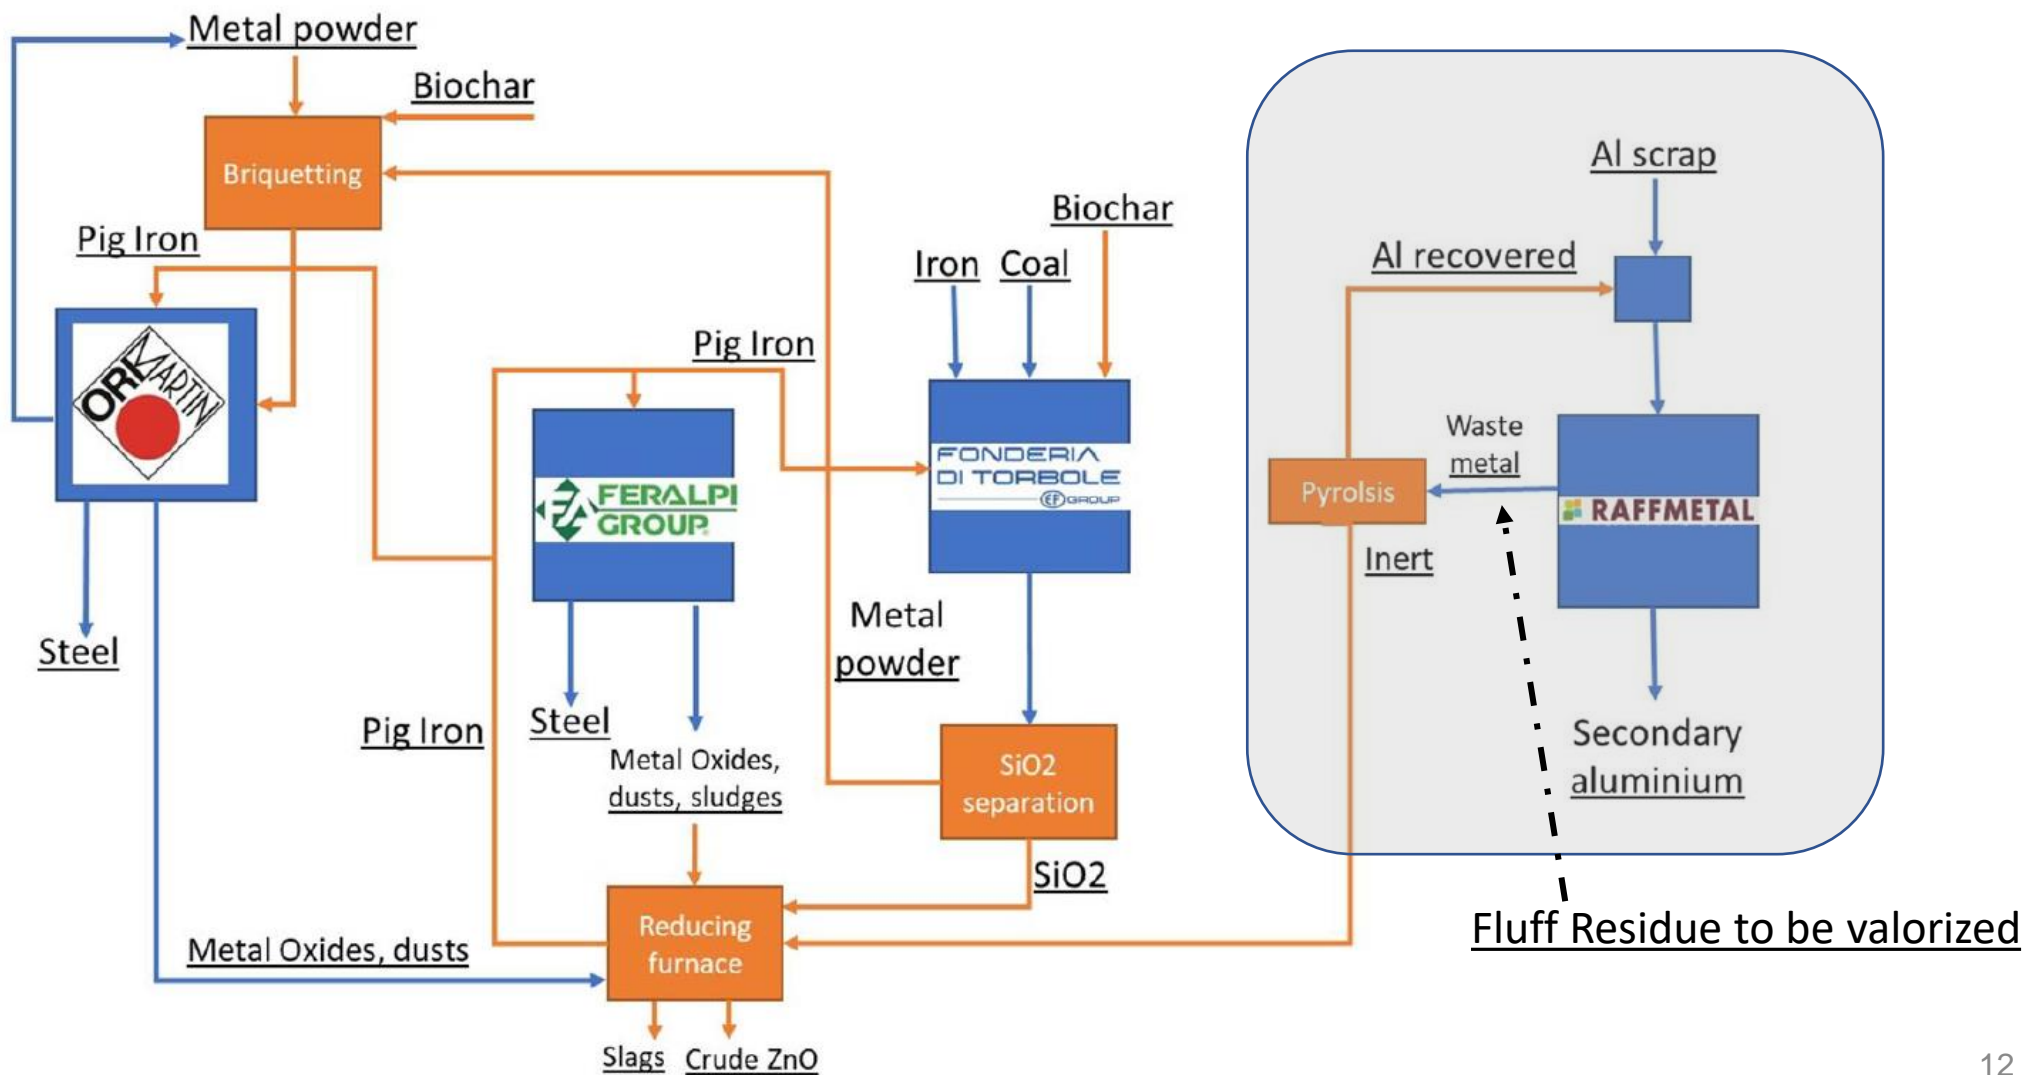 Metal powder
Biochar
Briquetting
Pig Iron
ORI
MARTIN
Steel
Metal Oxides, dusts
Pig Iron
Pig Iron
FERALPI
GROUP
Steel
Metal Oxides,
dusts, sludges
Reducing
furnace
Slags
Crude ZnO
Iron
Coal
Biochar
FONDERIA
DI TORBOLE
EF GROUP
Metal
powder
SiO2
separation
SiO2
Al scrap
Al recovered
Waste
metal
Pyrolsis
RAFFMETAL
Inert
Secondary
aluminium
Fluff Residue to be valorized
12